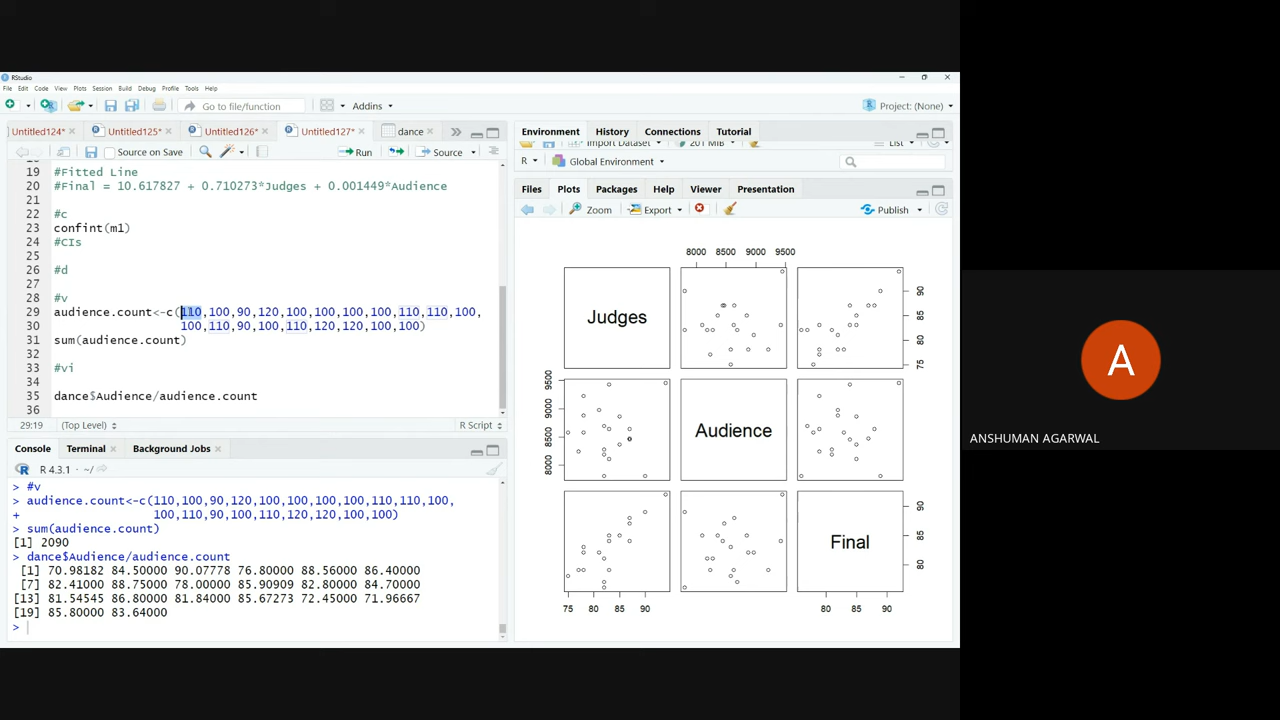 RStudio
File Edit Code View Plots Session Build Debug Profile Tools Help
Go to file/function
Addins
Project: (None)
Untitled124*
Untitled125*
Untitled126*
Untitled127*
dance
Source on Save
Run
Source
19 #Fitted Line
20 #Final = 10.617827 + 0.710273*Judges + 0.001449*Audience
21
22 #c
23 confint(m1)
24 #CIs
25
26 #d
27
28 #v
29 audience.count<-c(110,100,90,120,100,100,100,100,110,110,100,
30 100,110,90,100,110,120,120,100,100)
31 sum(audience.count)
32
33 #vi
34
35 dance$Audience/audience.count
36
29:19 (Top Level) R Script
Console Terminal Background Jobs
R 4.3.1 · ~/
> #v
> audience.count<-c(110,100,90,120,100,100,100,100,110,110,100,
+ 100,110,90,100,110,120,120,100,100)
> sum(audience.count)
[1] 2090
> dance$Audience/audience.count
[1] 70.98182 84.50000 90.07778 76.80000 88.56000 86.40000
[7] 82.41000 88.75000 78.00000 85.90909 82.80000 84.70000
[13] 81.54545 86.80000 81.84000 85.67273 72.45000 71.96667
[19] 85.80000 83.64000
>
Environment History Connections Tutorial
Import Dataset 201 MiB List
R Global Environment
Files Plots Packages Help Viewer Presentation
Zoom Export Publish
8000 8500 9000 9500
Judges
75 80 85 90
8000 8500 9000 9500
Audience
Final
80 85 90
75 80 85 90
80 85 90
A
ANSHUMAN AGARWAL